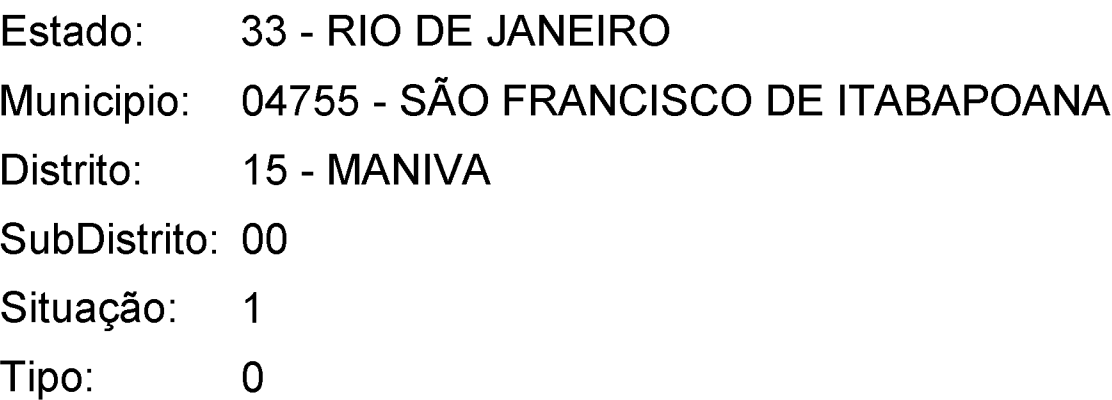 Estado: 33 - RIO DE JANEIRO
Municipio: 04755 - SÃO FRANCISCO DE ITABAPOANA
Distrito: 15 - MANIVA
SubDistrito: 00
Situação: 1
Tipo: 0